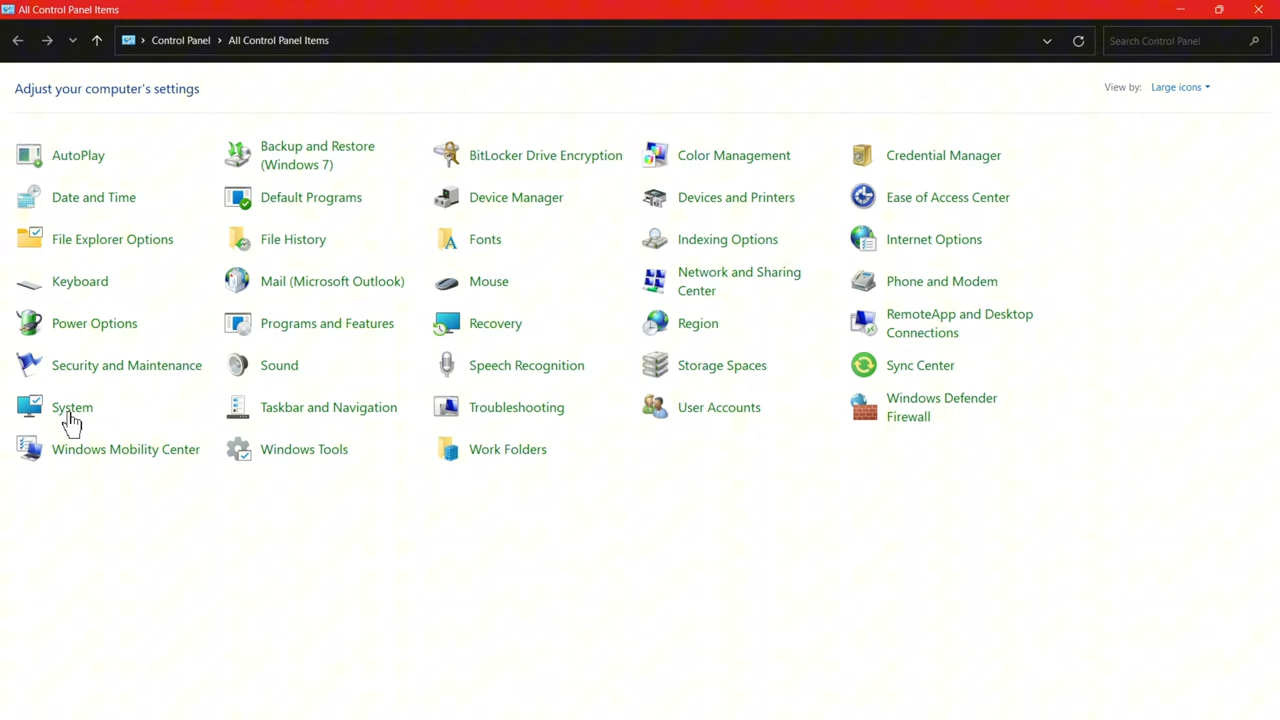 All Control Panel Items
Control Panel > All Control Panel Items
Search Control Panel
Adjust your computer's settings
View by: Large icons
AutoPlay
Backup and Restore
(Windows 7)
BitLocker Drive Encryption
Color Management
Credential Manager
Date and Time
Default Programs
Device Manager
Devices and Printers
Ease of Access Center
File Explorer Options
File History
Fonts
Indexing Options
Internet Options
Keyboard
Mail (Microsoft Outlook)
Mouse
Network and Sharing
Center
Phone and Modem
Power Options
Programs and Features
Recovery
Region
RemoteApp and Desktop
Connections
Security and Maintenance
Sound
Speech Recognition
Storage Spaces
Sync Center
System
Taskbar and Navigation
Troubleshooting
User Accounts
Windows Defender
Firewall
Windows Mobility Center
Windows Tools
Work Folders